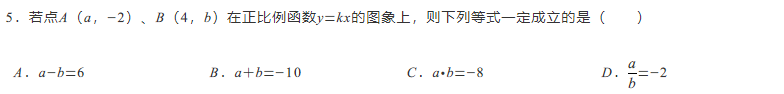 5．若点A（a，-2）、B（4，b）在正比例函数y=kx的图象上，则下列等式一定成立的是（　　）
A．a-b=6　B．a+b=-10　C．a•b=-8　D．a/b=-2